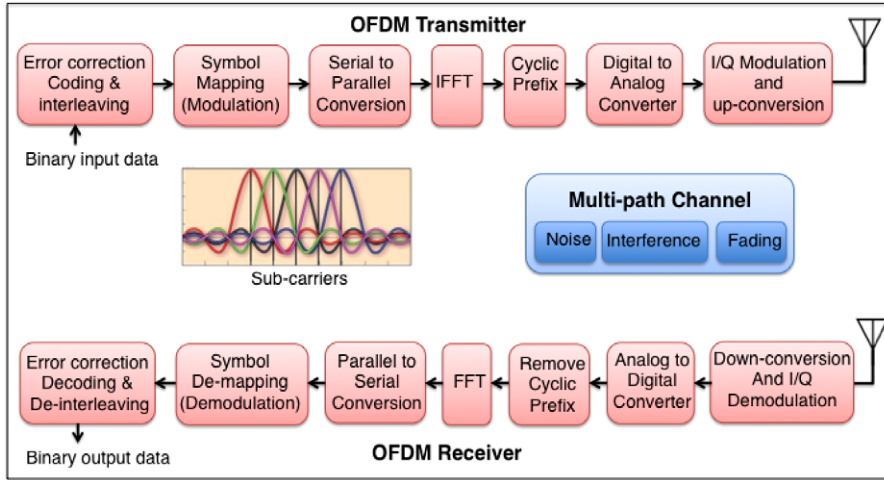 OFDM Transmitter
Error correction
Coding &
interleaving
Symbol
Mapping
(Modulation)
Serial to
Parallel
Conversion
IFFT
Cyclic
Prefix
Digital to
Analog
Converter
I/Q Modulation
and
up-conversion
Binary input data
Sub-carriers
Multi-path Channel
Noise
Interference
Fading
Error correction
Decoding &
De-interleaving
Symbol
De-mapping
(Demodulation)
Parallel to
Serial
Conversion
FFT
Remove
Cyclic
Prefix
Analog to
Digital
Converter
Down-conversion
And I/Q
Demodulation
Binary output data
OFDM Receiver